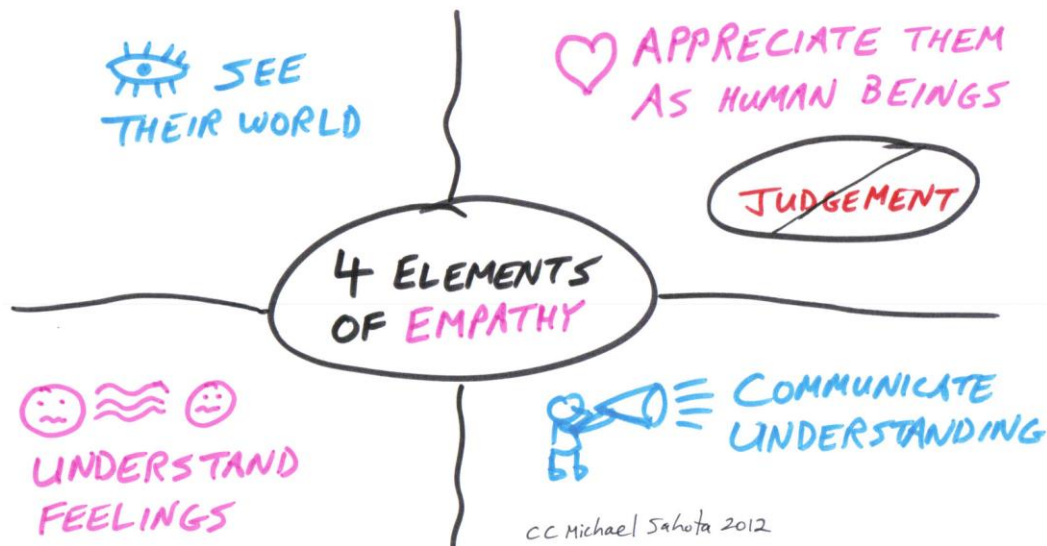 SEE
THEIR WORLD
APPRECIATE THEM
AS HUMAN BEINGS
JUDGEMENT
4 ELEMENTS
OF EMPATHY
UNDERSTAND
FEELINGS
COMMUNICATE
UNDERSTANDING
CC Michael Sahota 2012